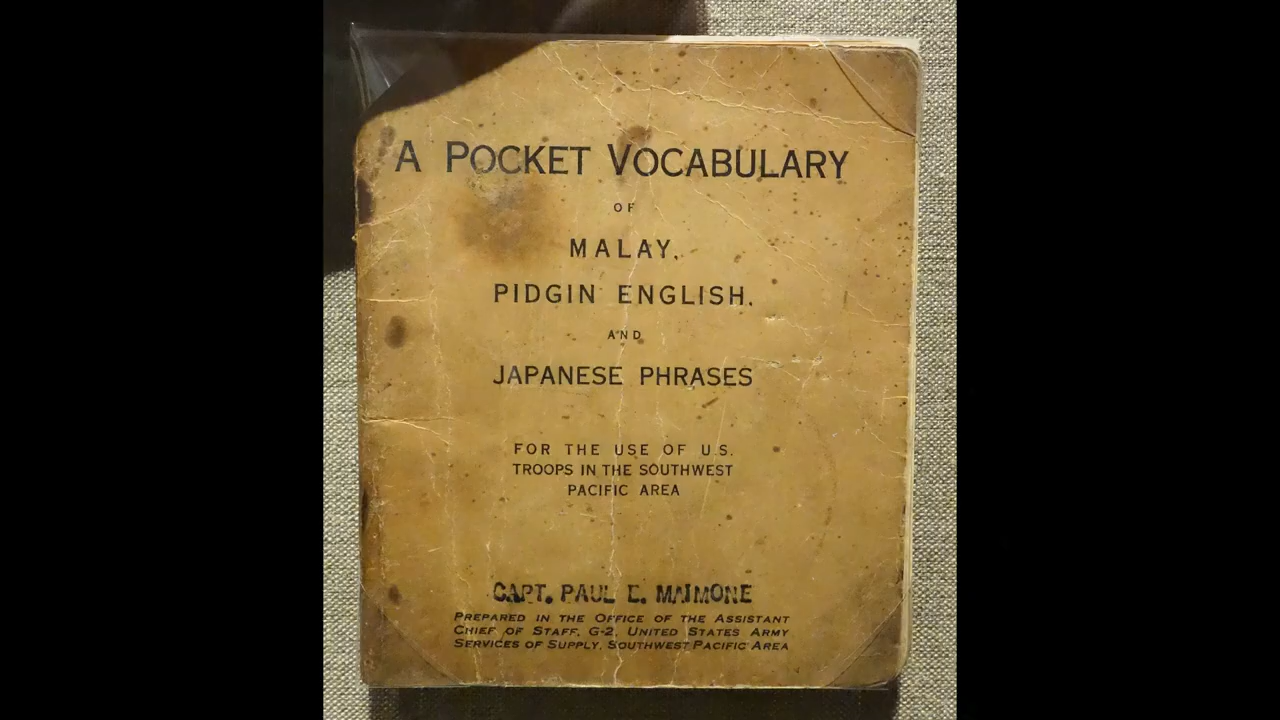 A POCKET VOCABULARY
OF
MALAY,
PIDGIN ENGLISH,
AND
JAPANESE PHRASES
FOR THE USE OF U.S.
TROOPS IN THE SOUTHWEST
PACIFIC AREA
CAPT. PAUL E. MAIMONE
PREPARED IN THE OFFICE OF THE ASSISTANT
CHIEF OF STAFF, G-2, UNITED STATES ARMY
SERVICES OF SUPPLY, SOUTHWEST PACIFIC AREA